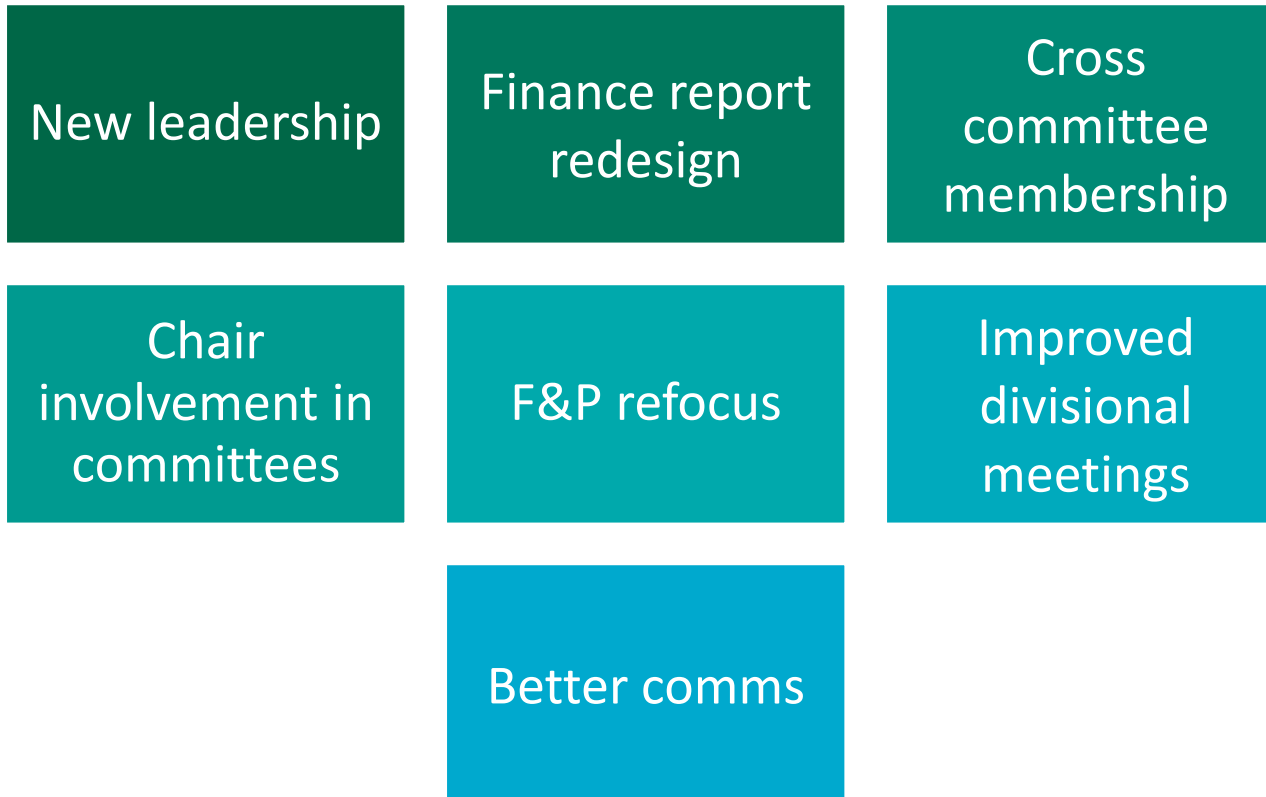 New leadership
Finance report
redesign
Cross
committee
membership
Chair
involvement in
committees
F&P refocus
Improved
divisional
meetings
Better comms